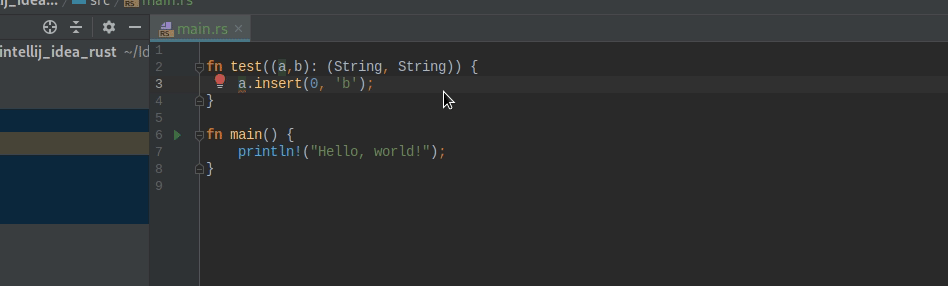 ij_idea... src main.rs
main.rs
intellij_idea_rust ~/Id
1
2 fn test((a,b): (String, String)) {
3 a.insert(0, 'b');
4 }
5
6 fn main() {
7 println!("Hello, world!");
8 }
9